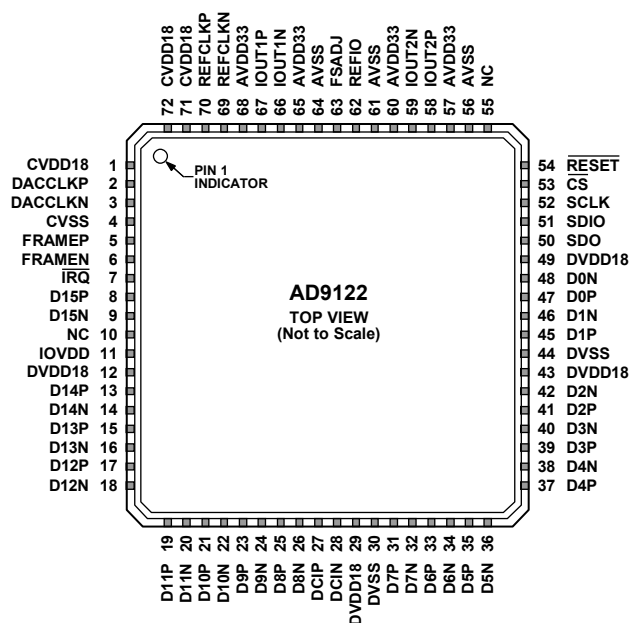 72 CVDD18
71 CVDD18
70 REFCLKP
69 REFCLKN
68 AVDD33
67 IOUT1P
66 IOUT1N
65 AVDD33
64 AVSS
63 FSADJ
62 REFIO
61 AVSS
60 AVDD33
59 IOUT2N
58 IOUT2P
57 AVDD33
56 AVSS
55 NC
CVDD18 1
DACCLKP 2
DACCLKN 3
CVSS 4
FRAMEP 5
FRAMEN 6
IRQ 7
D15P 8
D15N 9
NC 10
IOVDD 11
DVDD18 12
D14P 13
D14N 14
D13P 15
D13N 16
D12P 17
D12N 18
PIN 1
INDICATOR
AD9122
TOP VIEW
(Not to Scale)
54 RESET
53 CS
52 SCLK
51 SDIO
50 SDO
49 DVDD18
48 D0N
47 D0P
46 D1N
45 D1P
44 DVSS
43 DVDD18
42 D2N
41 D2P
40 D3N
39 D3P
38 D4N
37 D4P
D11P 19
D11N 20
D10P 21
D10N 22
D9P 23
D9N 24
D8P 25
D8N 26
DCIP 27
DCIN 28
DVDD18 29
DVSS 30
D7P 31
D7N 32
D6P 33
D6N 34
D5P 35
D5N 36